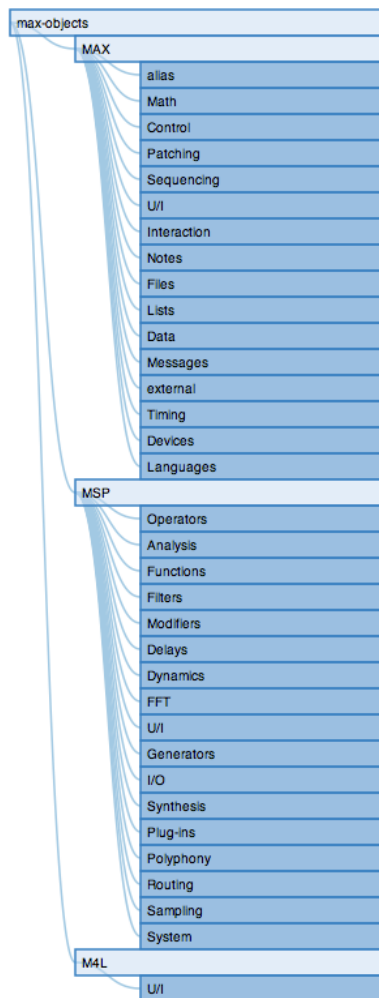 max-objects
MAX
alias
Math
Control
Patching
Sequencing
U/I
Interaction
Notes
Files
Lists
Data
Messages
external
Timing
Devices
Languages
MSP
Operators
Analysis
Functions
Filters
Modifiers
Delays
Dynamics
FFT
U/I
Generators
I/O
Synthesis
Plug-ins
Polyphony
Routing
Sampling
System
M4L
U/I